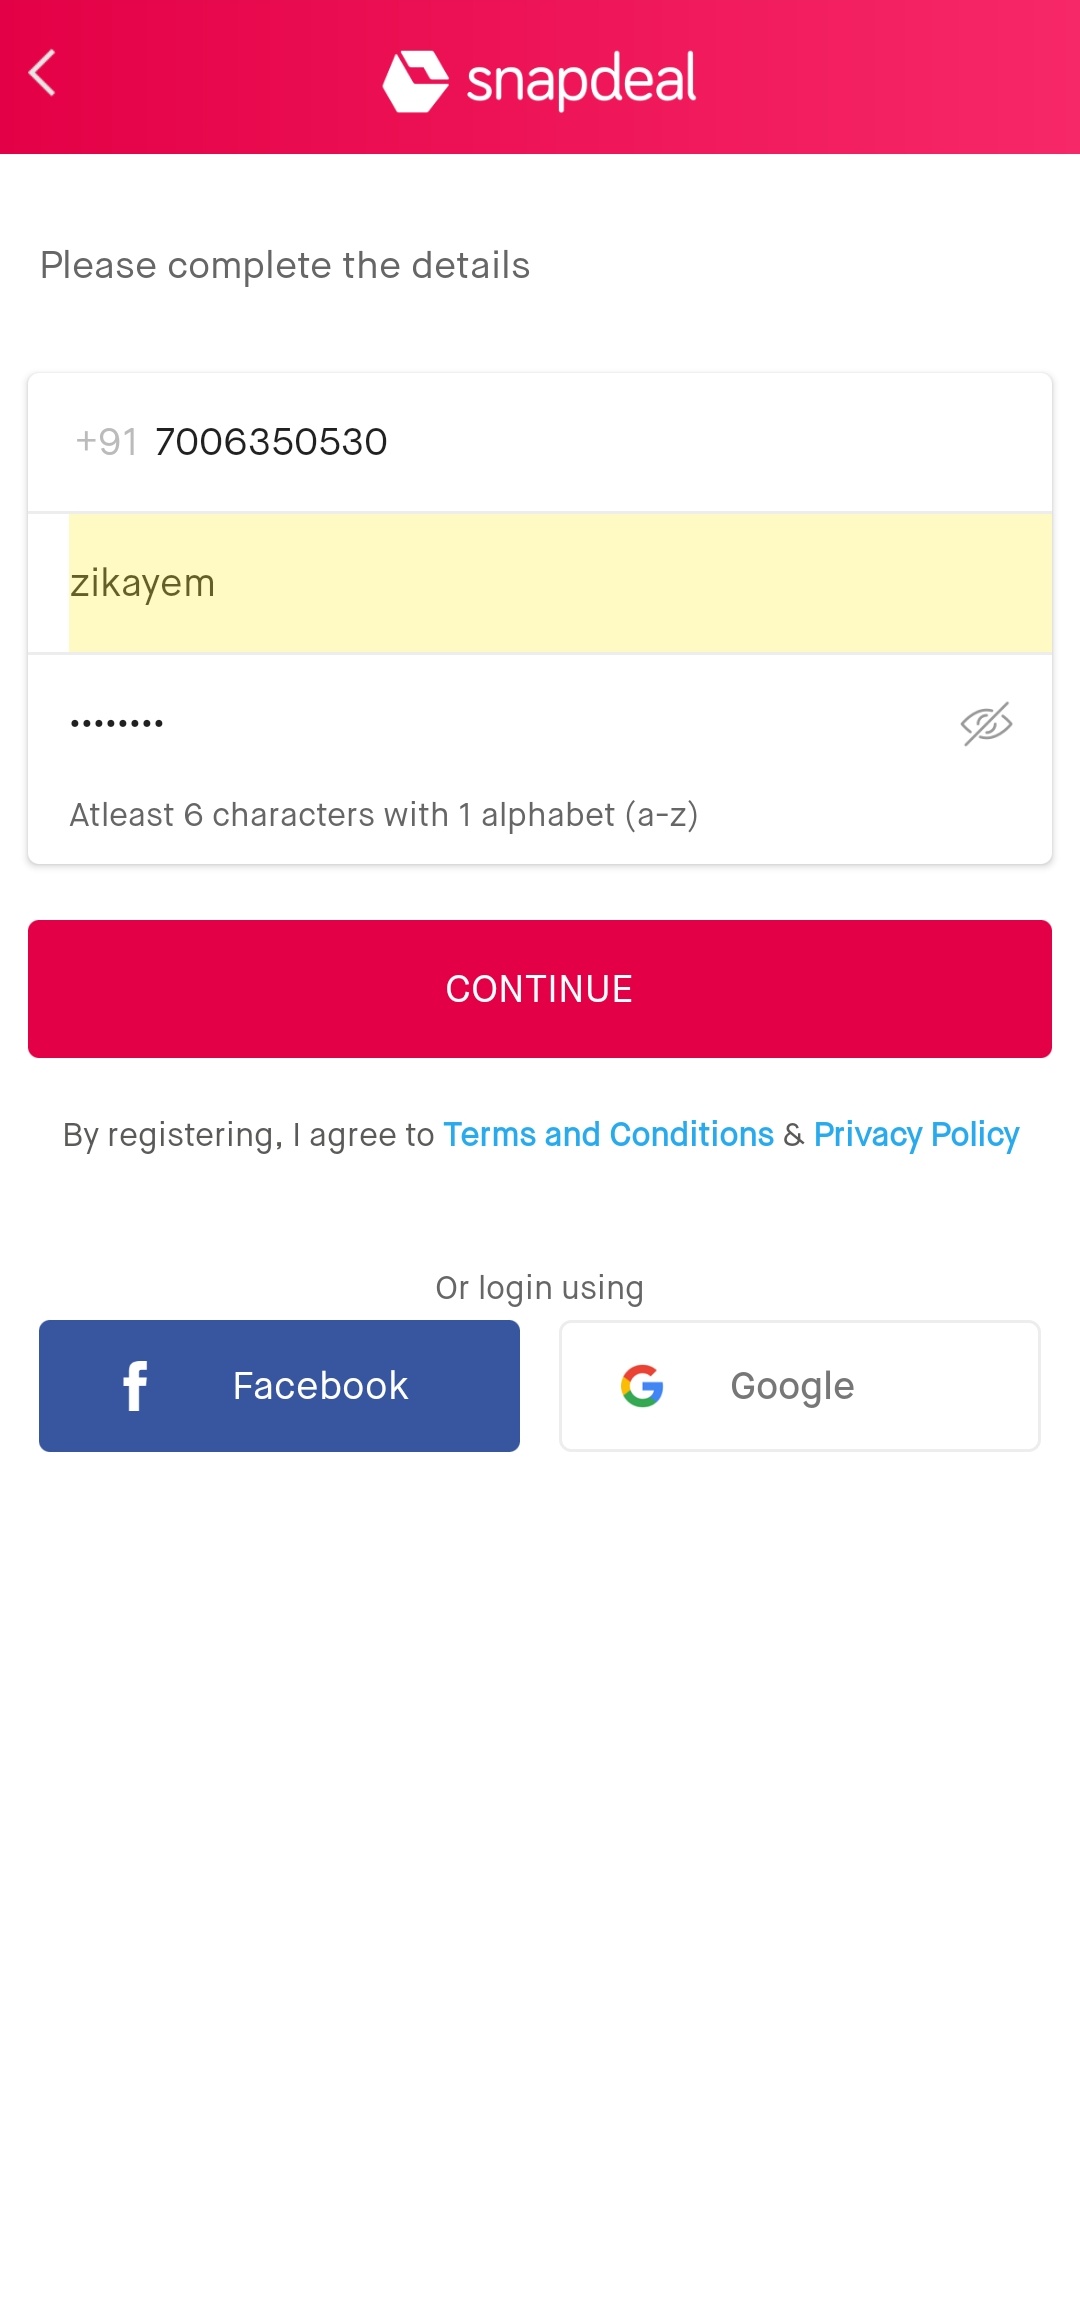 snapdeal
Please complete the details
+91 7006350530
zikayem
••••••••
Atleast 6 characters with 1 alphabet (a-z)
CONTINUE
By registering, I agree to Terms and Conditions & Privacy Policy
Or login using
Facebook
Google